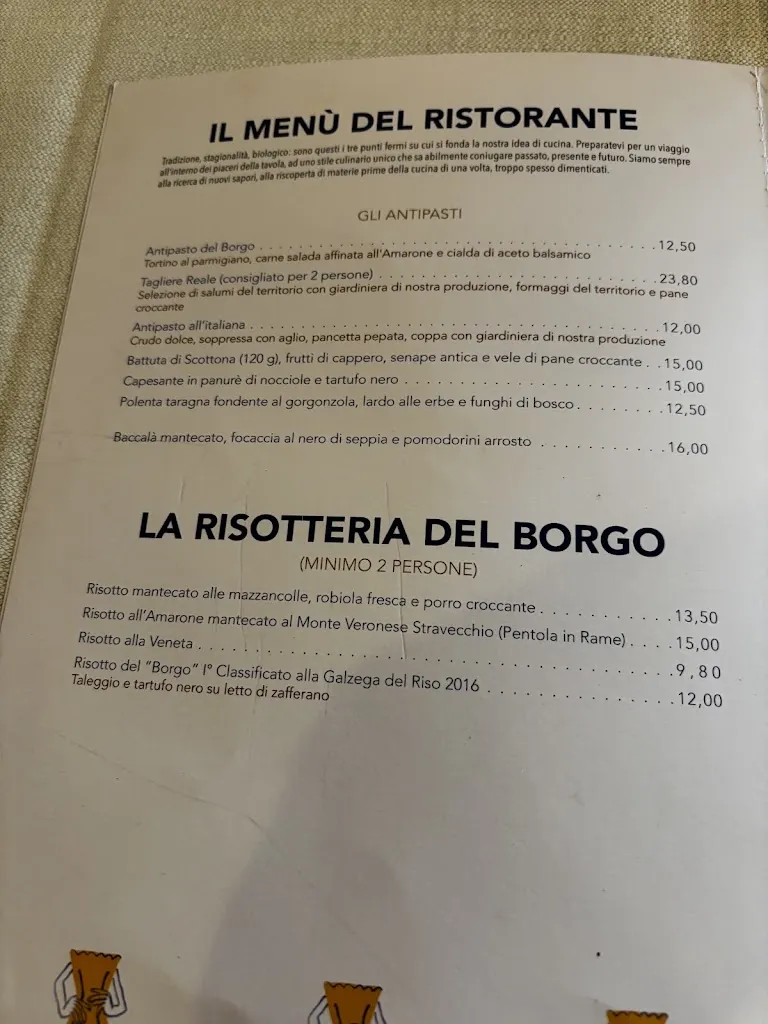 IL MENÙ DEL RISTORANTE
Tradizione, stagionalità, biologico: sono questi i tre punti fermi su cui si fonda la nostra idea di cucina. Preparatevi per un viaggio
all'interno dei piaceri della tavola, ad uno stile culinario unico che sa abilmente coniugare passato, presente e futuro. Siamo sempre
alla ricerca di nuovi sapori, alla riscoperta di materie prime della cucina di una volta, troppo spesso dimenticati.
GLI ANTIPASTI
Antipasto del Borgo . . . . . . . . . . . . . . . . . . . . . . . . . . . . . . . . . . . . 12,50
Tortino al parmigiano, carne salada affinata all'Amarone e cialda di aceto balsamico
Tagliere Reale (consigliato per 2 persone) . . . . . . . . . . . . . . . . . . . . . . . . . 23,80
Selezione di salumi del territorio con giardiniera di nostra produzione, formaggi del territorio e pane
croccante
Antipasto all'italiana . . . . . . . . . . . . . . . . . . . . . . . . . . . . . . . . . . . . 12,00
Crudo dolce, soppressa con aglio, pancetta pepata, coppa con giardiniera di nostra produzione
Battuta di Scottona (120 g), frutti di cappero, senape antica e vele di pane croccante . . 15,00
Capesante in panurè di nocciole e tartufo nero . . . . . . . . . . . . . . . . . . . . . . . 15,00
Polenta taragna fondente al gorgonzola, lardo alle erbe e funghi di bosco. . . . . . . . 12,50
Baccalà mantecato, focaccia al nero di seppia e pomodorini arrosto . . . . . . . . . . . 16,00
LA RISOTTERIA DEL BORGO
(MINIMO 2 PERSONE)
Risotto mantecato alle mazzancolle, robiola fresca e porro croccante . . . . . . . . . . . 13,50
Risotto all'Amarone mantecato al Monte Veronese Stravecchio (Pentola in Rame) . . . . 15,00
Risotto alla Veneta . . . . . . . . . . . . . . . . . . . . . . . . . . . . . . . . . . . . . 9,80
Risotto del "Borgo" I° Classificato alla Galzega del Riso 2016 . . . . . . . . . . . . . . . 12,00
Taleggio e tartufo nero su letto di zafferano